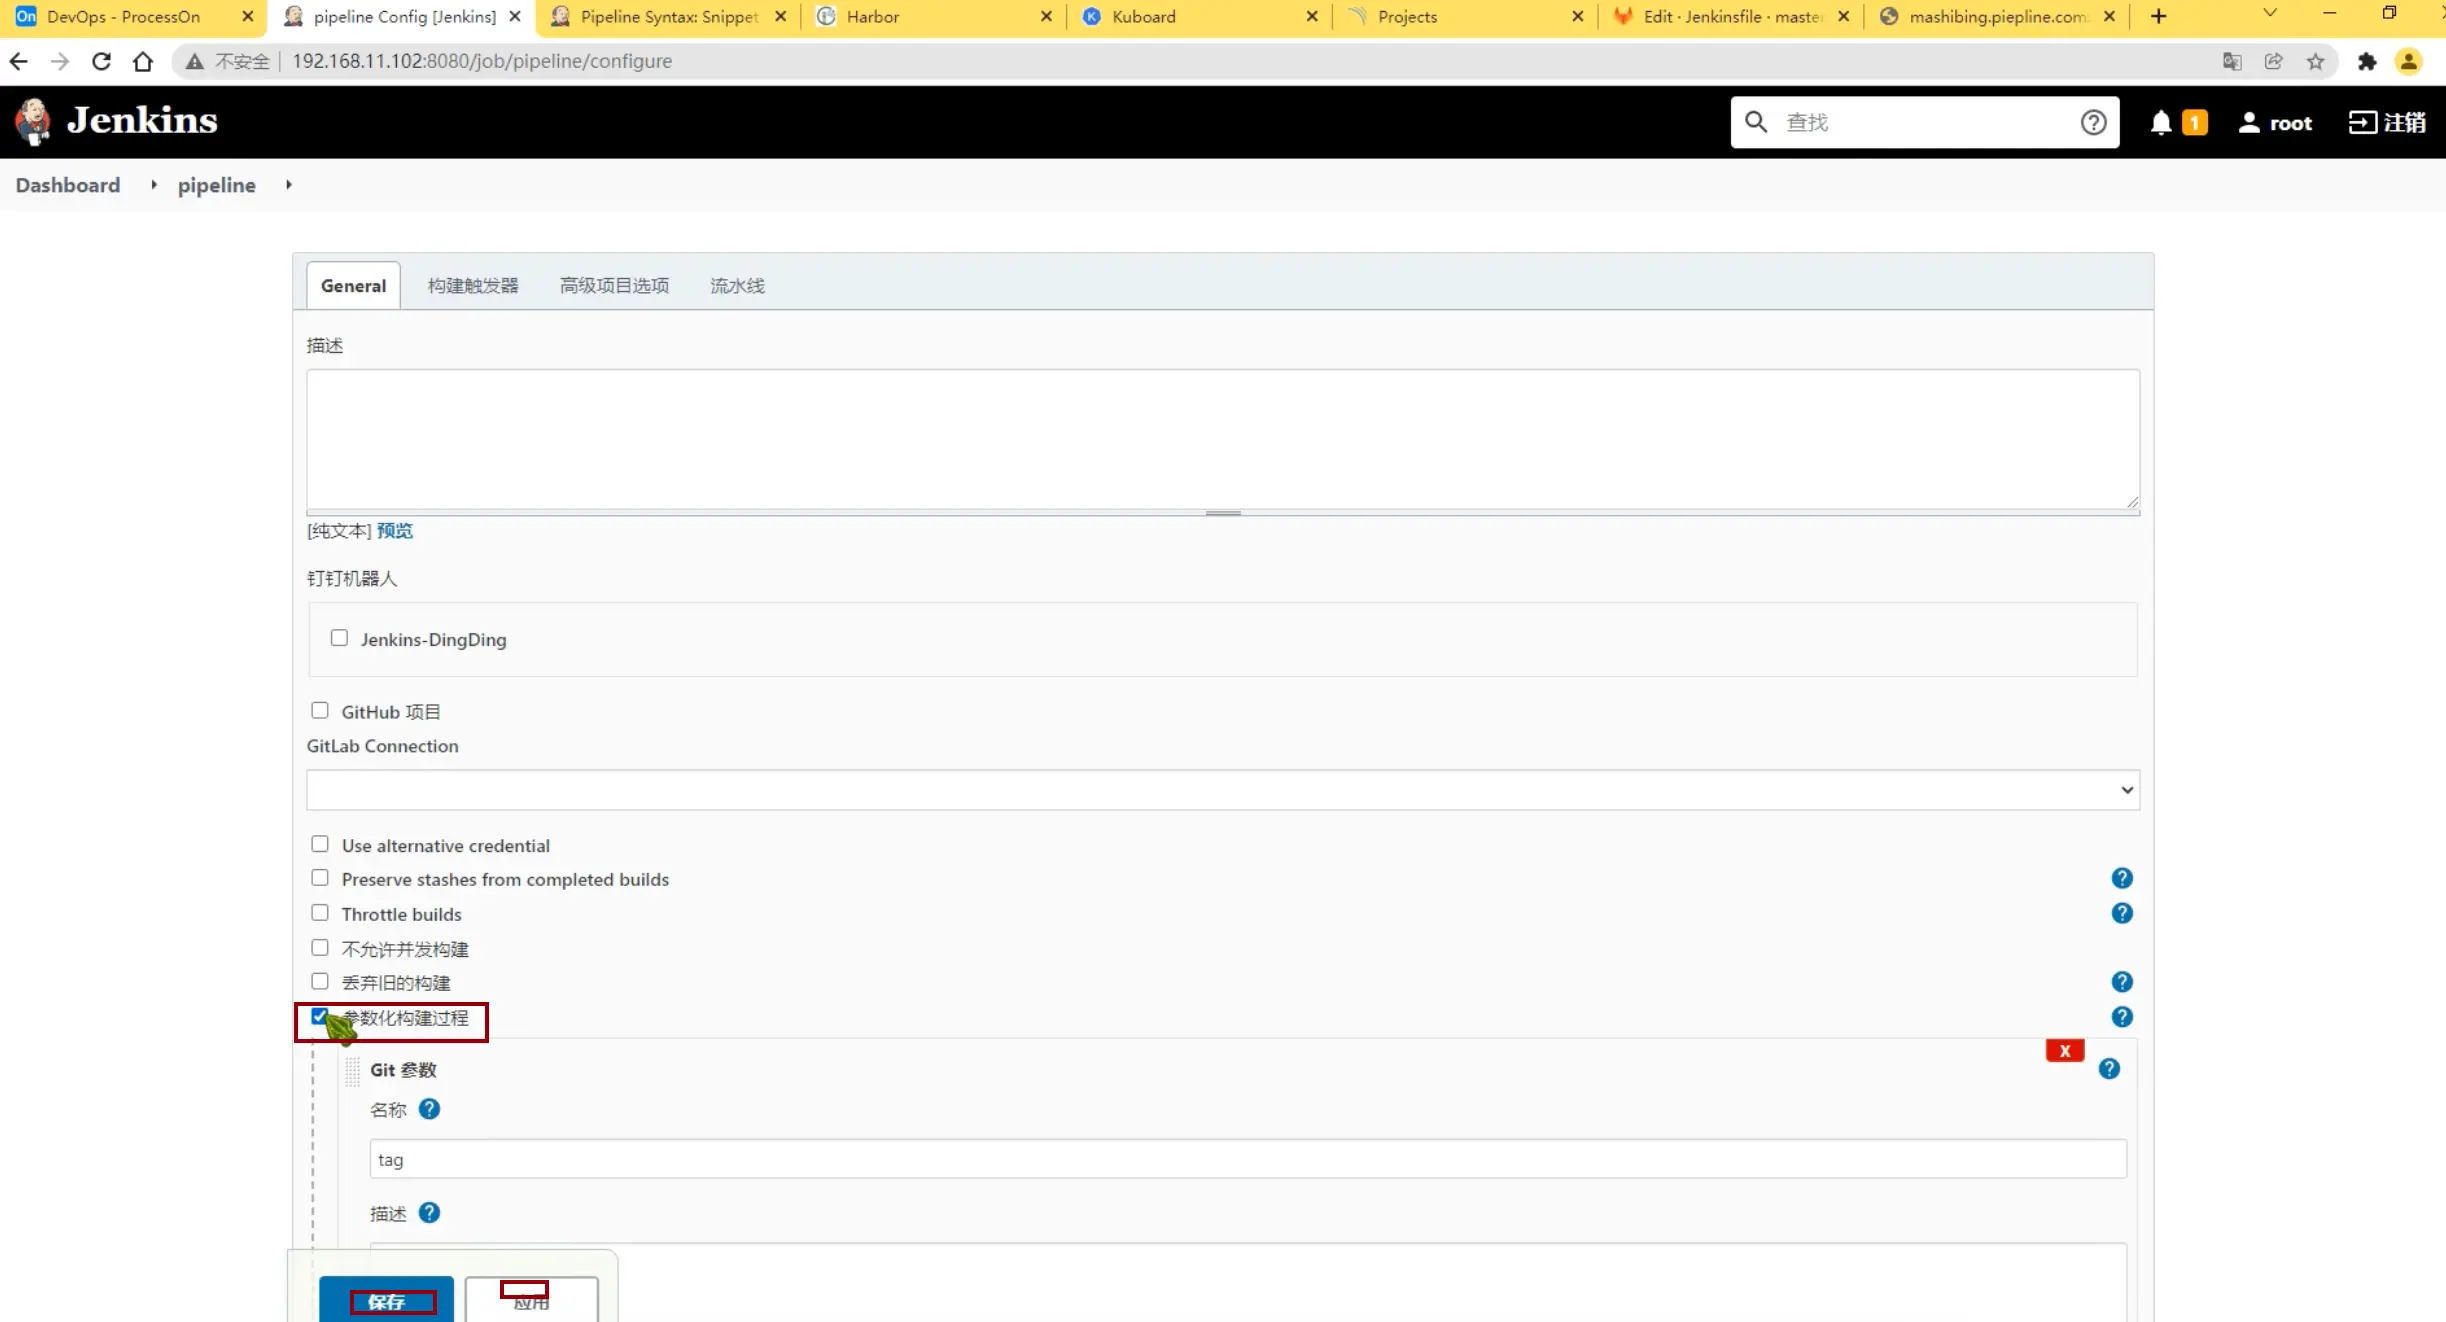 DevOps - ProcessOn
pipeline Config [Jenkins]
Pipeline Syntax: Snippet
Harbor
Kuboard
Projects
Edit · Jenkinsfile · master
mashibing.piepline.com
不安全
192.168.11.102:8080/job/pipeline/configure
Jenkins
查找
1
root
注销
Dashboard
pipeline
General
构建触发器
高级项目选项
流水线
描述
[纯文本] 预览
钉钉机器人
Jenkins-DingDing
GitHub 项目
GitLab Connection
Use alternative credential
Preserve stashes from completed builds
Throttle builds
不允许并发构建
丢弃旧的构建
参数化构建过程
Git 参数
X
名称
tag
描述
保存
应用